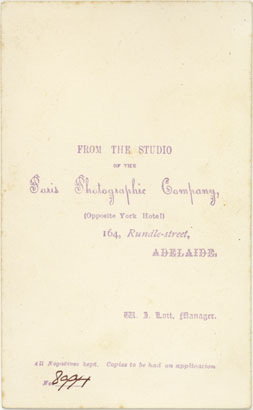 FROM THE STUDIO
OF THE
Paris Photographic Company,
(Opposite York Hotel)
164, Rundle-street,
ADELAIDE.
W. J. Lott, Manager.
All Negatives kept. Copies to be had on application
No. 8994